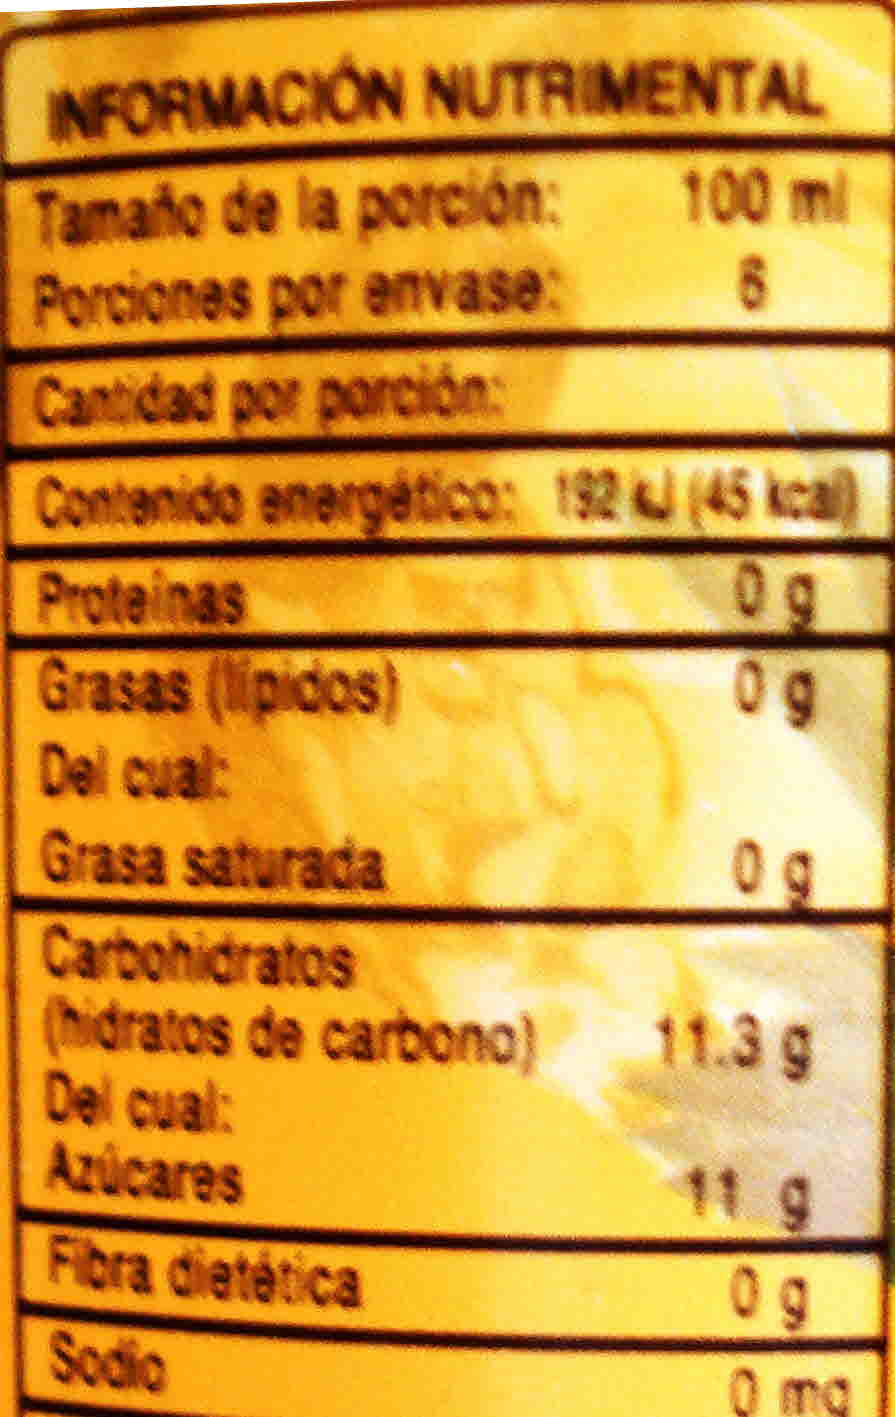 INFORMACIÓN NUTRIMENTAL
Tamaño de la porción: 100 ml
Porciones por envase: 6
Cantidad por porción:
Contenido energético: 192 kJ (45 kcal)
Proteínas 0 g
Grasas (lípidos) 0 g
Del cual:
Grasa saturada 0 g
Carbohidratos
(hidratos de carbono) 11.3 g
Del cual:
Azúcares 11 g
Fibra dietética 0 g
Sodio 0 mg